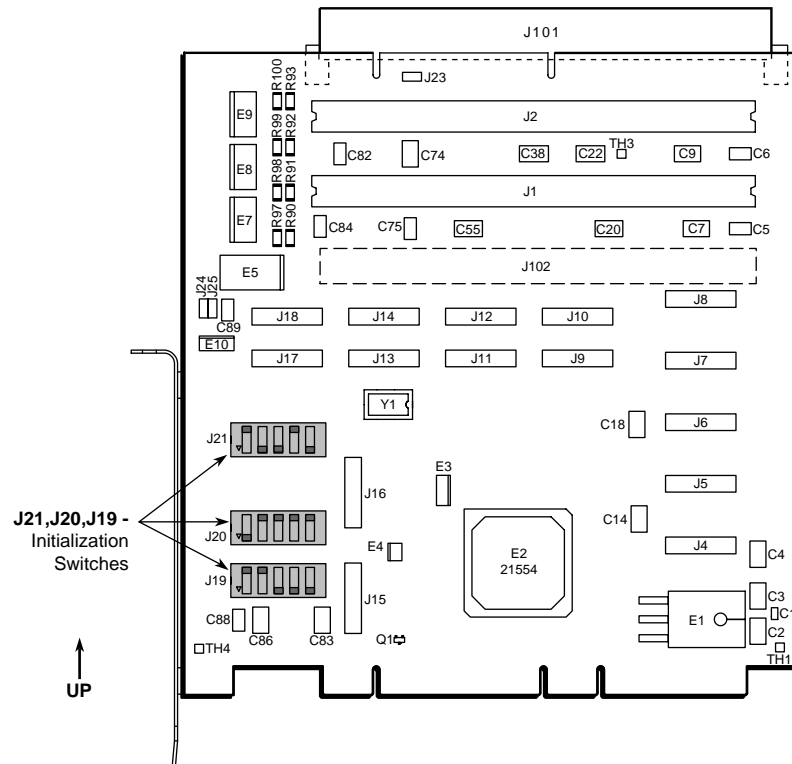 J101
J23
R100
R93
E9
J2
R99
R92
C82
C74
C38
C22
TH3
C9
C6
E8
R98
R91
J1
E7
R97
R90
C84
C75
C55
C20
C7
C5
E5
J102
J24
J25
C89
J8
J18
J14
J12
J10
E10
J17
J13
J11
J9
J7
Y1
C18
J6
J21
E3
J16
J5
J21,J20,J19 -
Initialization
Switches
J20
C14
E4
E2
21554
J4
C4
J19
J15
C3
C1
E1
C2
C88
C86
C83
Q1
TH4
TH1
UP